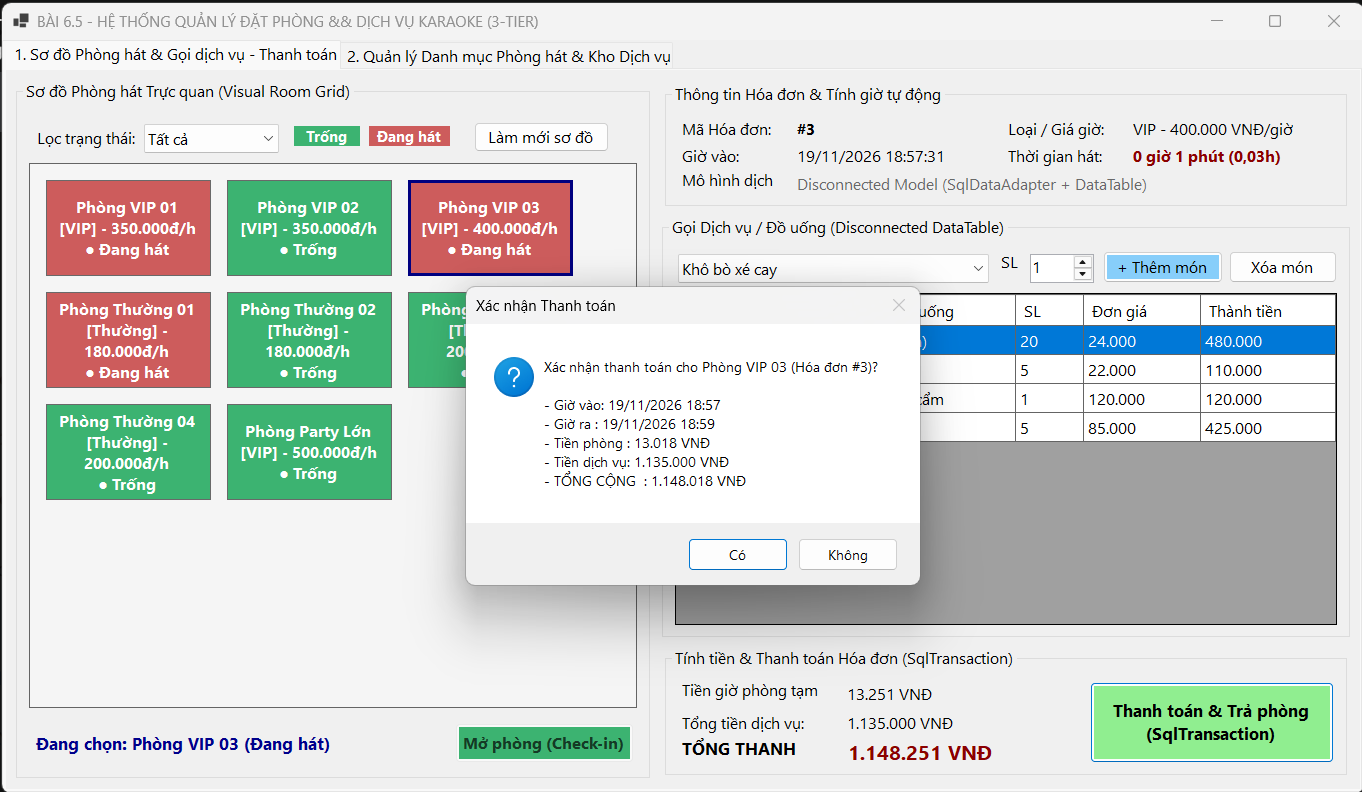 BÀI 6.5 - HỆ THỐNG QUẢN LÝ ĐẶT PHÒNG && DỊCH VỤ KARAOKE (3-TIER)
1. Sơ đồ Phòng hát & Gọi dịch vụ - Thanh toán
2. Quản lý Danh mục Phòng hát & Kho Dịch vụ
Sơ đồ Phòng hát Trực quan (Visual Room Grid)
Lọc trạng thái:
Tất cả
Trống
Đang hát
Làm mới sơ đồ
Phòng VIP 01
[VIP] - 350.000đ/h
● Đang hát
Phòng VIP 02
[VIP] - 350.000đ/h
● Trống
Phòng VIP 03
[VIP] - 400.000đ/h
● Đang hát
Phòng Thường 01
[Thường] -
180.000đ/h
● Đang hát
Phòng Thường 02
[Thường] -
180.000đ/h
● Trống
Phòng Thường 04
[Thường] -
200.000đ/h
● Trống
Phòng Party Lớn
[VIP] - 500.000đ/h
● Trống
Đang chọn: Phòng VIP 03 (Đang hát)
Mở phòng (Check-in)
Thông tin Hóa đơn & Tính giờ tự động
Mã Hóa đơn: #3
Loại / Giá giờ: VIP - 400.000 VNĐ/giờ
Giờ vào: 19/11/2026 18:57:31
Thời gian hát: 0 giờ 1 phút (0,03h)
Mô hình dịch Disconnected Model (SqlDataAdapter + DataTable)
Gọi Dịch vụ / Đồ uống (Disconnected DataTable)
Khô bò xé cay
SL
1
+ Thêm món
Xóa món
uống SL Đơn giá Thành tiền
20 24.000 480.000
5 22.000 110.000
cẩm 1 120.000 120.000
5 85.000 425.000
Xác nhận Thanh toán
Xác nhận thanh toán cho Phòng VIP 03 (Hóa đơn #3)?
- Giờ vào: 19/11/2026 18:57
- Giờ ra : 19/11/2026 18:59
- Tiền phòng : 13.018 VNĐ
- Tiền dịch vụ: 1.135.000 VNĐ
- TỔNG CỘNG : 1.148.018 VNĐ
Có
Không
Tính tiền & Thanh toán Hóa đơn (SqlTransaction)
Tiền giờ phòng tạm 13.251 VNĐ
Tổng tiền dịch vụ: 1.135.000 VNĐ
TỔNG THANH 1.148.251 VNĐ
Thanh toán & Trả phòng
(SqlTransaction)